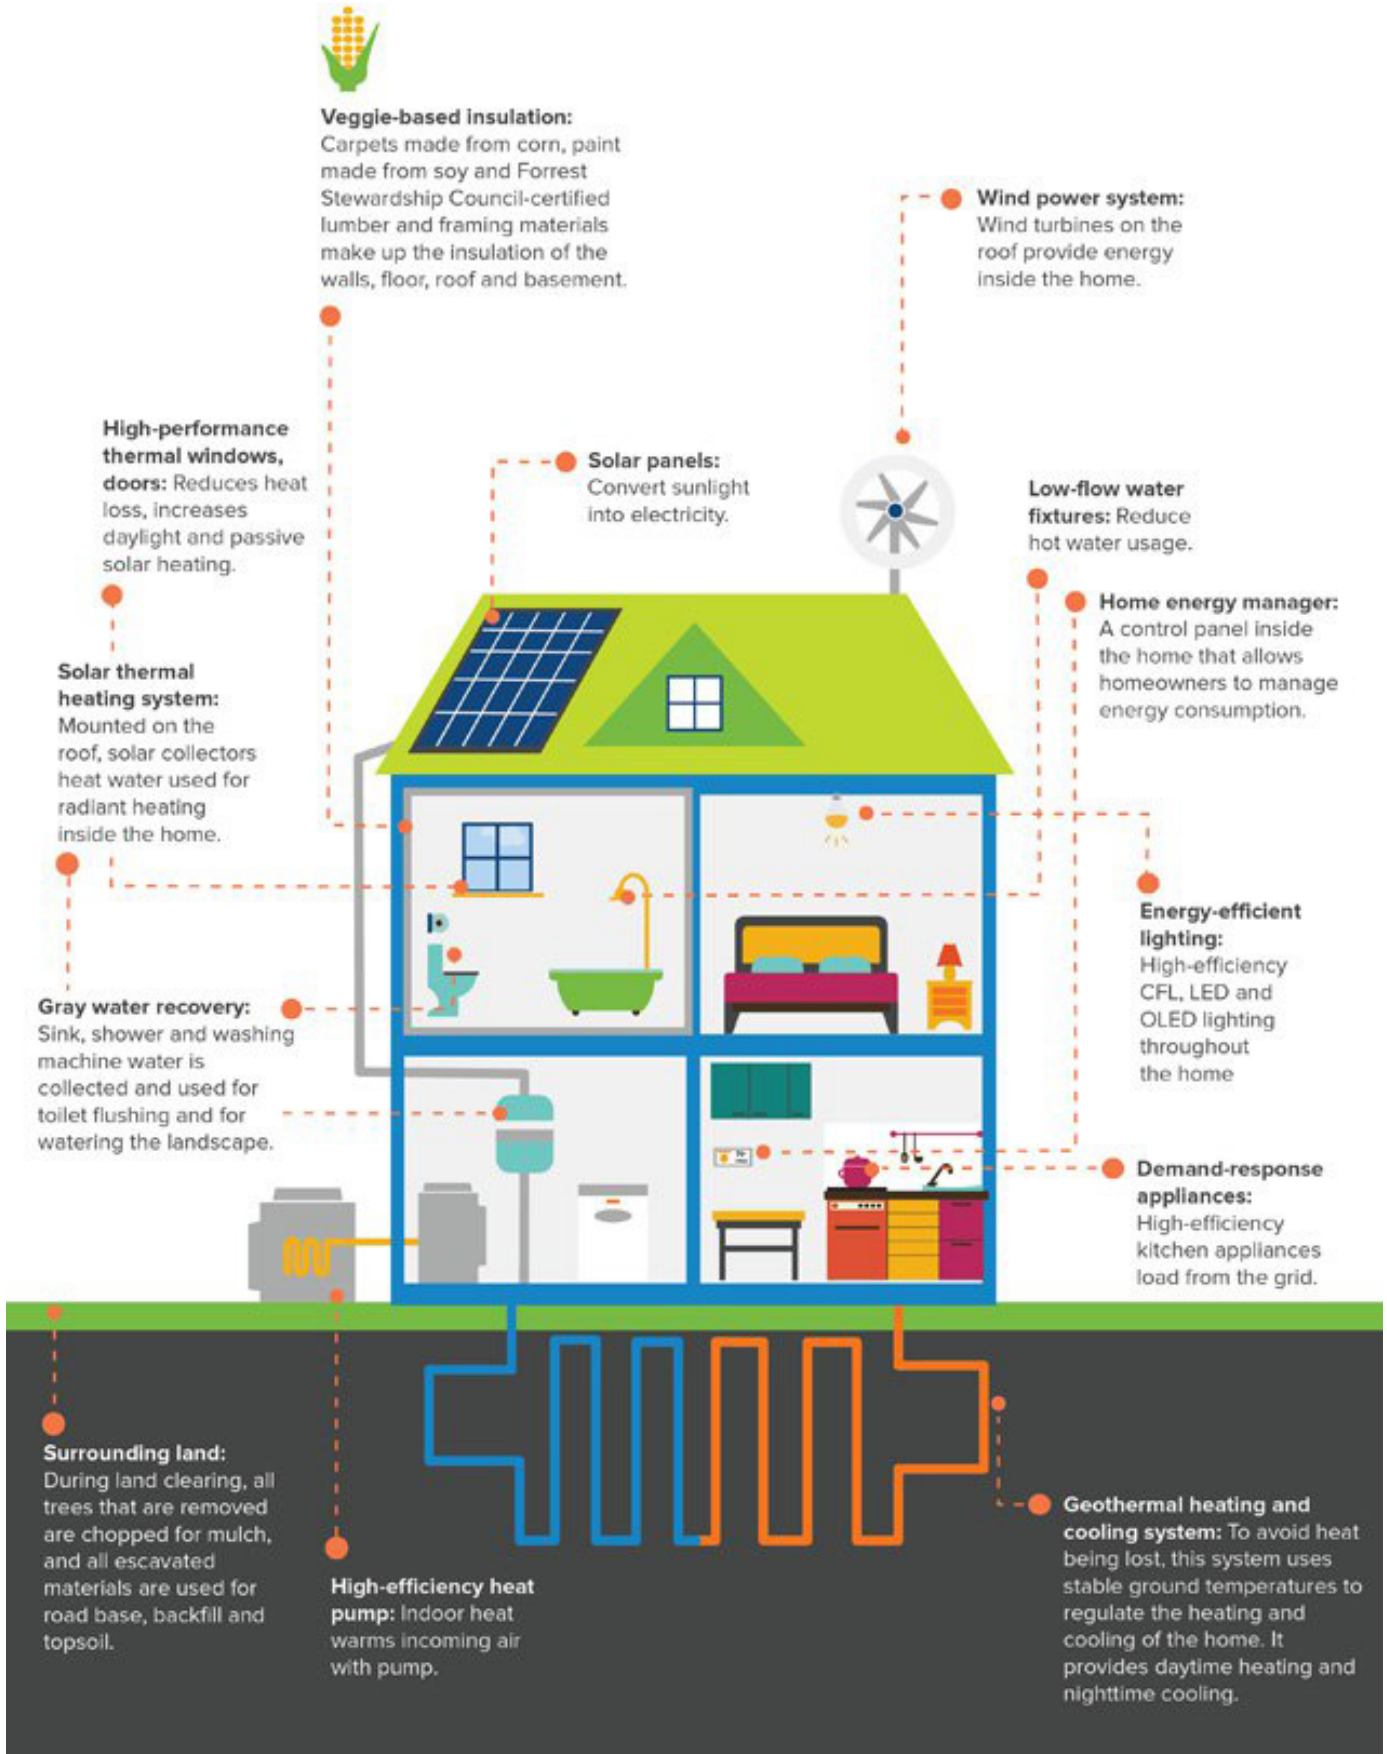 Veggie-based insulation:
Carpets made from corn, paint
made from soy and Forrest
Stewardship Council-certified
lumber and framing materials
make up the insulation of the
walls, floor, roof and basement.
Wind power system:
Wind turbines on the
roof provide energy
inside the home.
High-performance
thermal windows,
doors: Reduces heat
loss, increases
daylight and passive
solar heating.
Solar panels:
Convert sunlight
into electricity.
Low-flow water
fixtures: Reduce
hot water usage.
Home energy manager:
A control panel inside
the home that allows
homeowners to manage
energy consumption.
Solar thermal
heating system:
Mounted on the
roof, solar collectors
heat water used for
radiant heating
inside the home.
Energy-efficient
lighting:
High-efficiency
CFL, LED and
OLED lighting
throughout
the home
Gray water recovery:
Sink, shower and washing
machine water is
collected and used for
toilet flushing and for
watering the landscape.
Demand-response
appliances:
High-efficiency
kitchen appliances
load from the grid.
Surrounding land:
During land clearing, all
trees that are removed
are chopped for mulch,
and all escavated
materials are used for
road base, backfill and
topsoil.
High-efficiency heat
pump: Indoor heat
warms incoming air
with pump.
Geothermal heating and
cooling system: To avoid heat
being lost, this system uses
stable ground temperatures to
regulate the heating and
cooling of the home. It
provides daytime heating and
nighttime cooling.